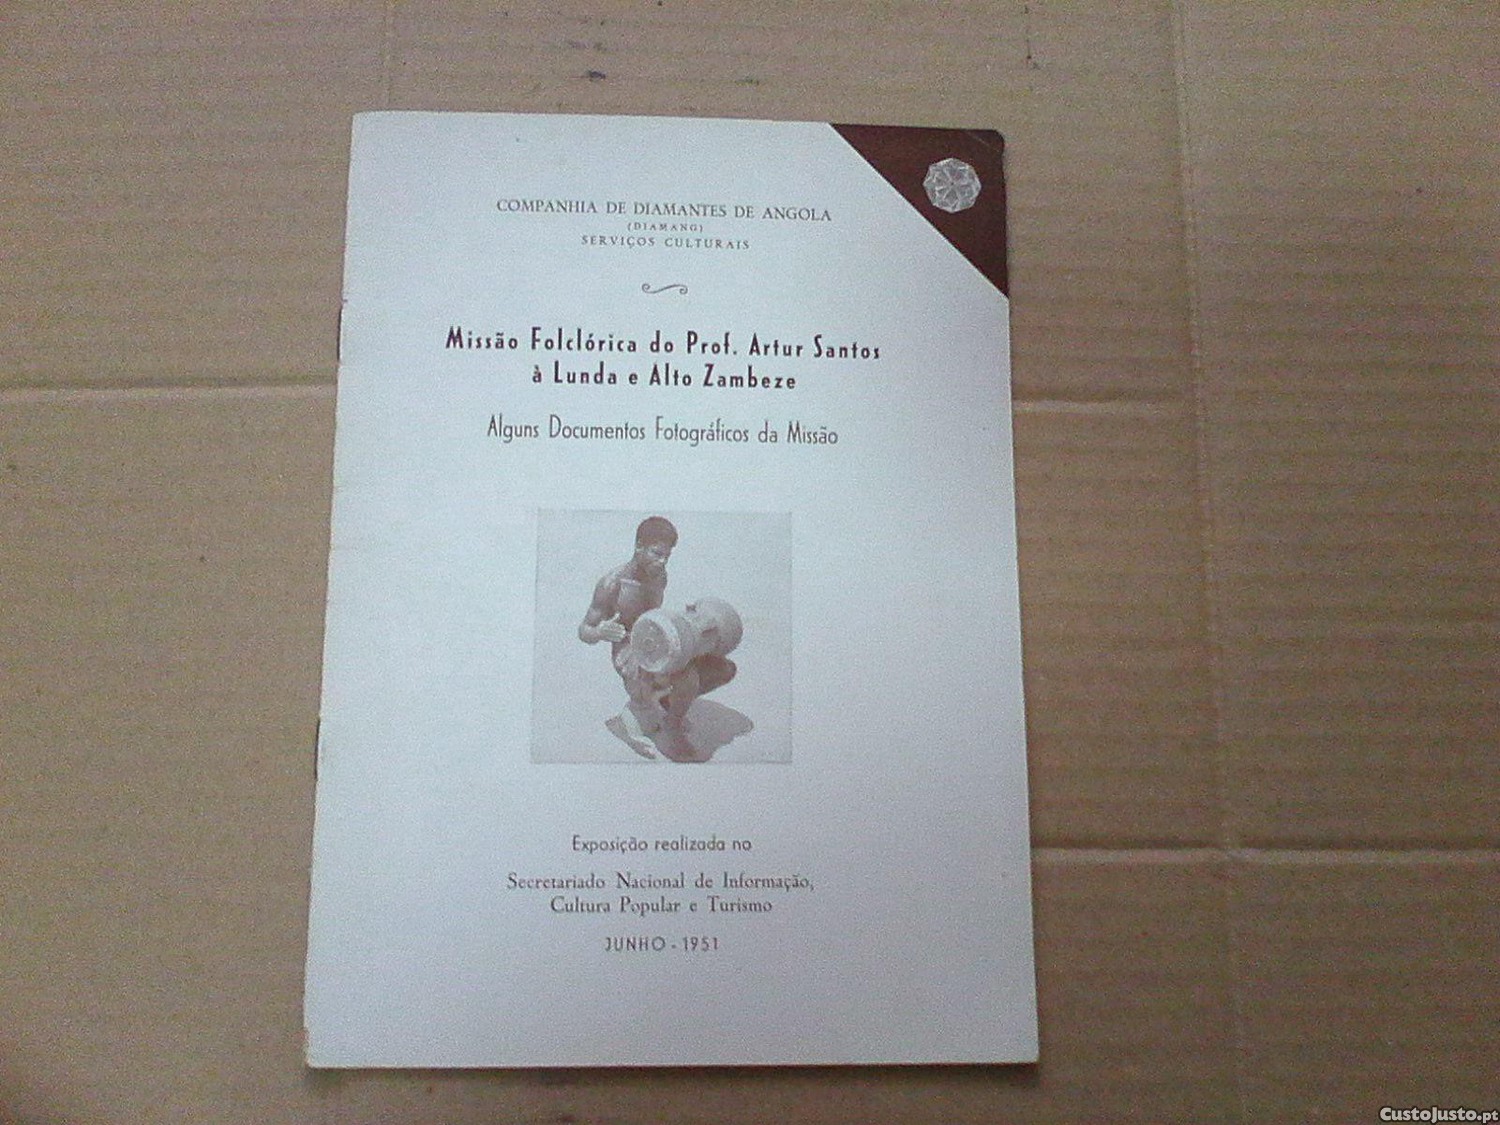 COMPANHIA DE DIAMANTES DE ANGOLA
(DIAMANG)
SERVIÇOS CULTURAIS
Missão Folclórica do Prof. Artur Santos
à Lunda e Alto Zambeze
Alguns Documentos Fotográficos da Missão
Exposição realizada no
Secretariado Nacional de Informação,
Cultura Popular e Turismo
JUNHO - 1951
CustoJusto.pt